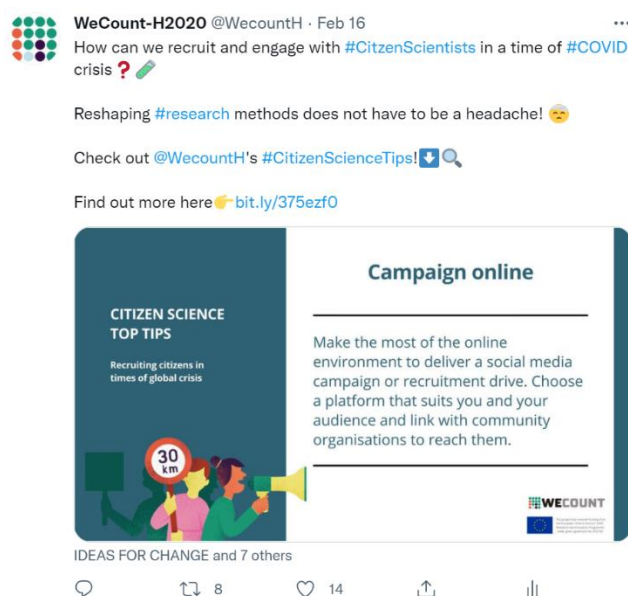 WeCount-H2020 @WecountH · Feb 16
How can we recruit and engage with #CitzenScientists in a time of #COVID
crisis❓🧪
Reshaping #research methods does not have to be a headache! 🤕
Check out @WecountH's #CitizenScienceTips!⬇️🔍
Find out more here👉bit.ly/375ezf0
CITIZEN SCIENCE
TOP TIPS
Recruiting citizens in
times of global crisis
30
km
Campaign online
Make the most of the online
environment to deliver a social media
campaign or recruitment drive. Choose
a platform that suits you and your
audience and link with community
organisations to reach them.
WECOUNT
IDEAS FOR CHANGE and 7 others
8
14